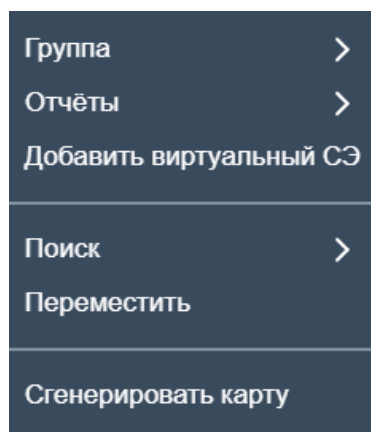 Группа
Отчёты
Добавить виртуальный СЭ
Поиск
Переместить
Сгенерировать карту